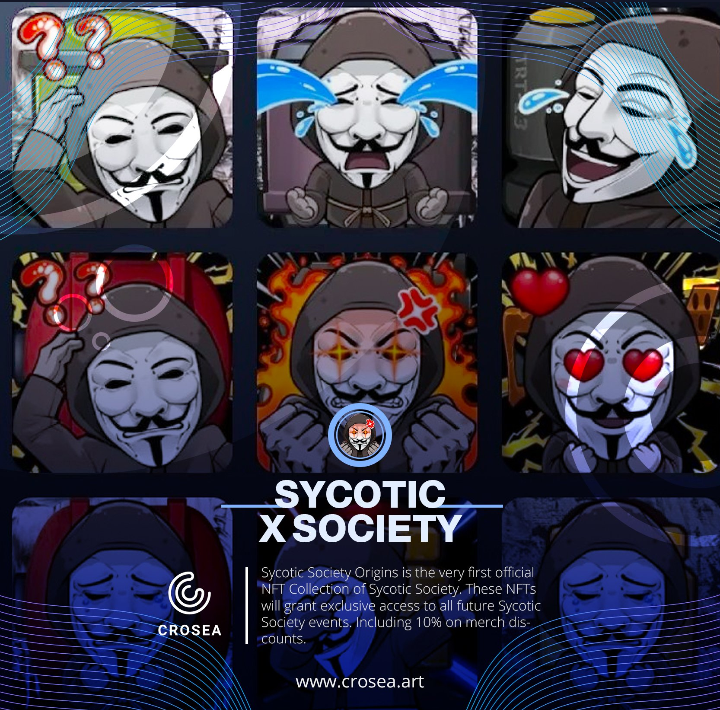 ? ?
? ?
SYCOTIC
X SOCIETY
Sycotic Society Origins is the very first official
NFT Collection of Sycotic Society. These NFTs
will grant exclusive access to all future Sycotic
Society events. Including 10% on merch dis-
counts.
CROSEA
www.crosea.art